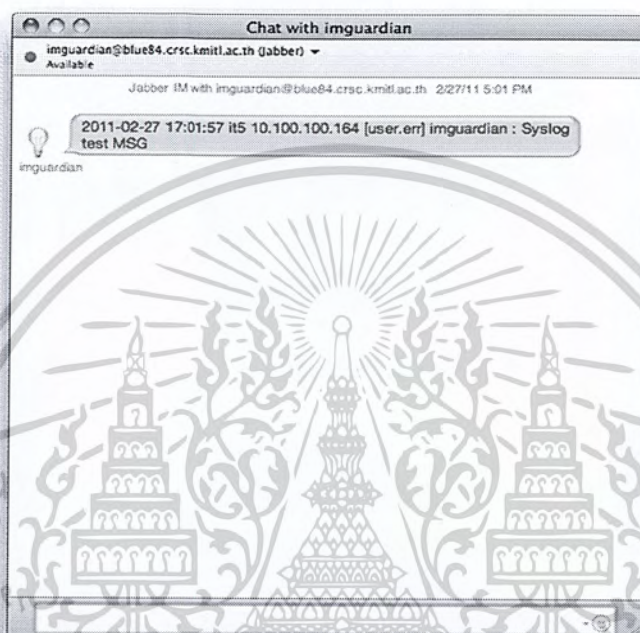 Chat with imguardian
imguardian@blue84.crsc.kmitl.ac.th (Jabber)
Available
Jabber IM with imguardian@blue84.crsc.kmitl.ac.th 2/27/11 5:01 PM
2011-02-27 17:01:57 it5 10.100.100.164 [user.err] imguardian : Syslog
test MSG
imguardian